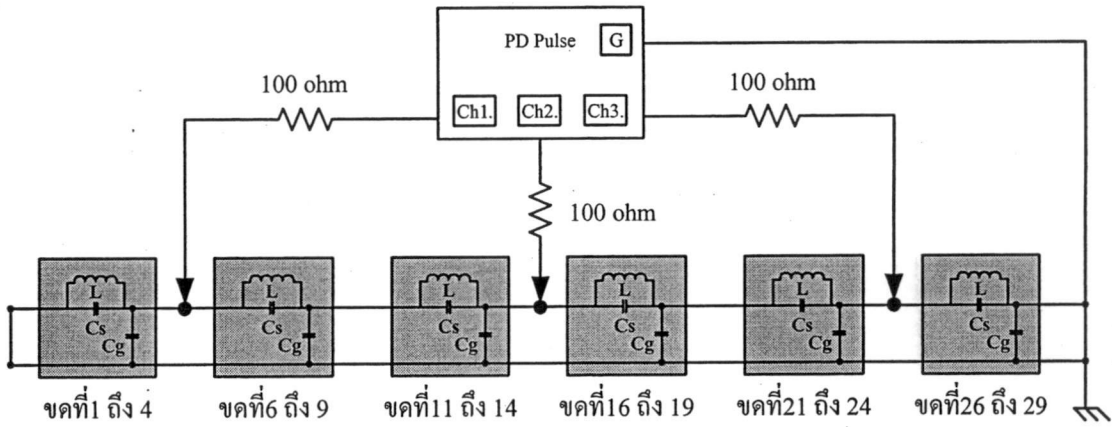 PD Pulse G
100 ohm
100 ohm
Ch1. Ch2. Ch3.
100 ohm
L
Cs
Cg
L
Cs
Cg
L
Cs
Cg
L
Cs
Cg
L
Cs
Cg
L
Cs
Cg
ขดที่1 ถึง 4
ขดที่6 ถึง 9
ขดที่11 ถึง 14
ขดที่16 ถึง 19
ขดที่21 ถึง 24
ขดที่26 ถึง 29